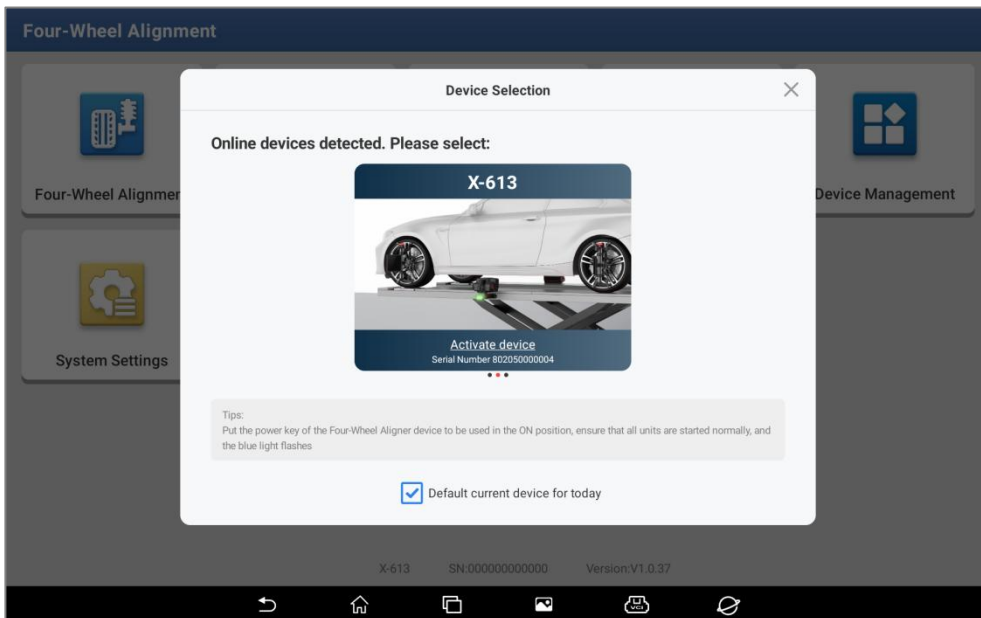 Four-Wheel Alignment
Device Selection
Online devices detected. Please select:
X-613
Four-Wheel Alignmen
Device Management
Activate device
Serial Number 802050000004
System Settings
Tips:
Put the power key of the Four-Wheel Aligner device to be used in the ON position, ensure that all units are started normally, and
the blue light flashes
Default current device for today
X-613 SN:000000000000 Version:V1.0.37
VCI